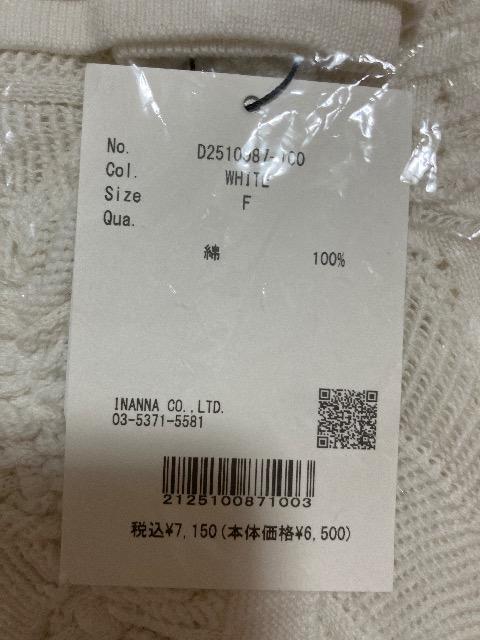 No.
Col. WHITE
Size F
Qua.
綿 100%
INANNA CO.,LTD.
03-5371-5581
2125100871003
税込¥7,150(本体価格¥6,500)